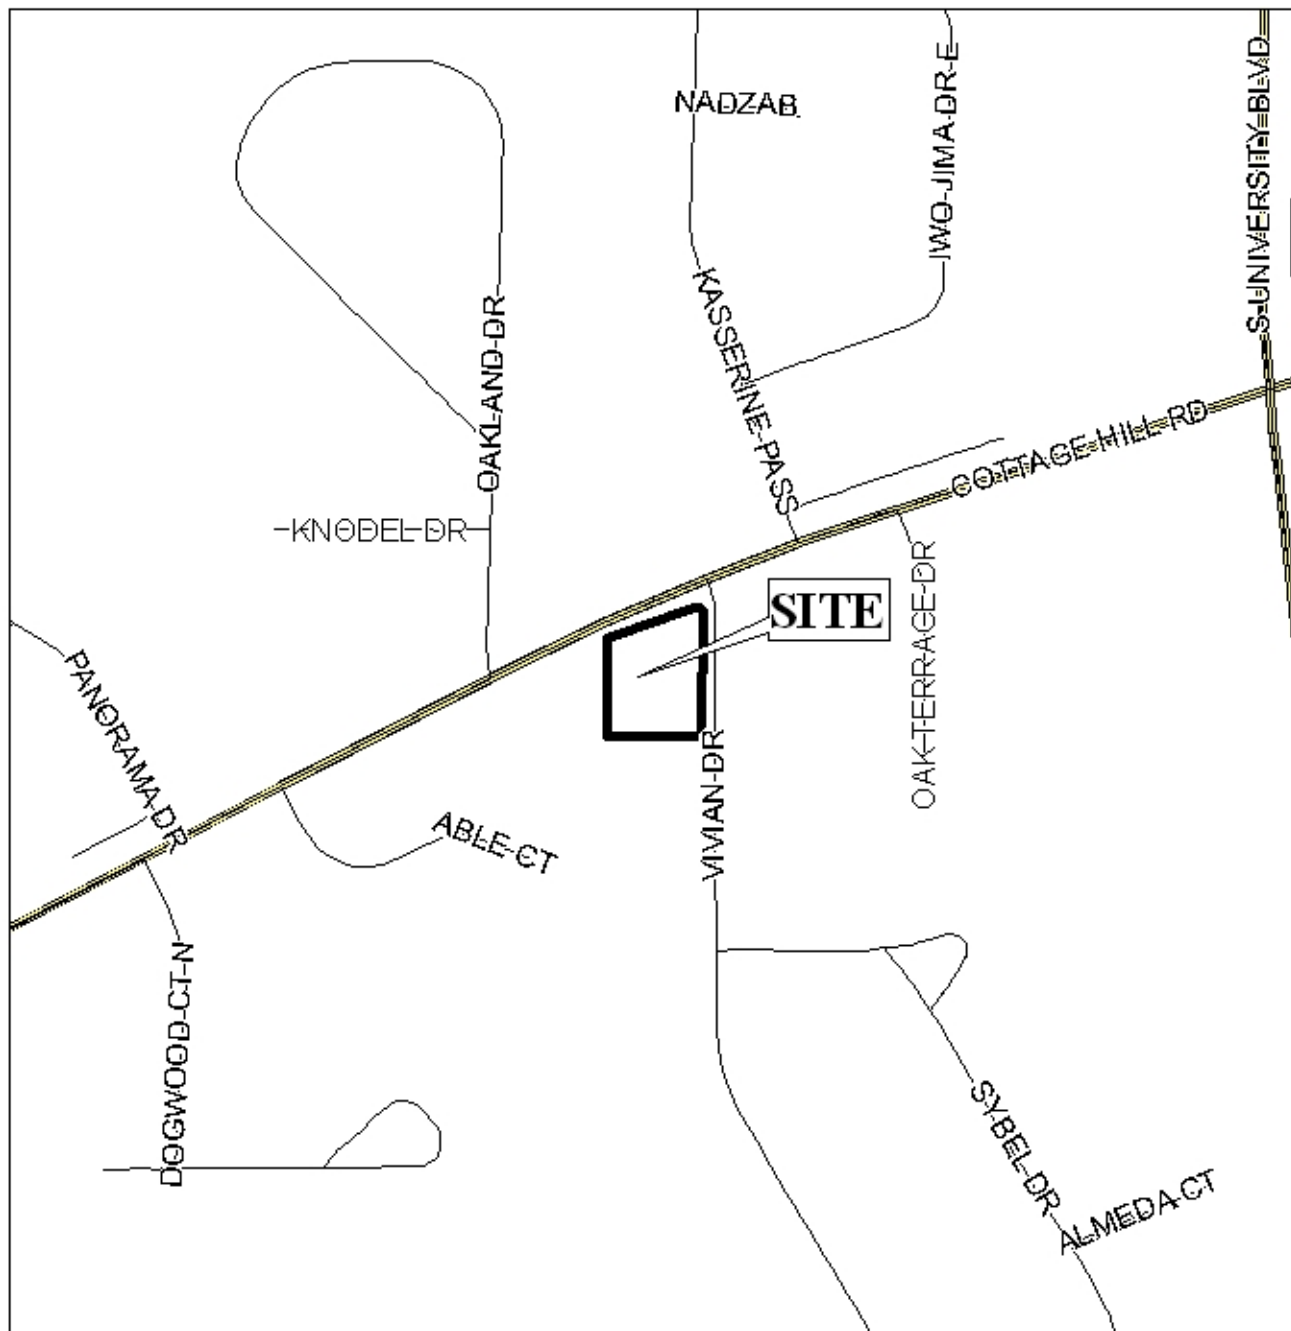 NADZAB
IWO JIMA DR E
S UNIVERSITY BLVD
KASSERINE PASS
OAKLAND DR
COTTAGE HILL RD
KNODEL DR
SITE
OAK TERRACE DR
PANORAMA DR
VIVIAN DR
ABLE CT
DOGWOOD CT N
SYBEL DR
ALMEDA CT